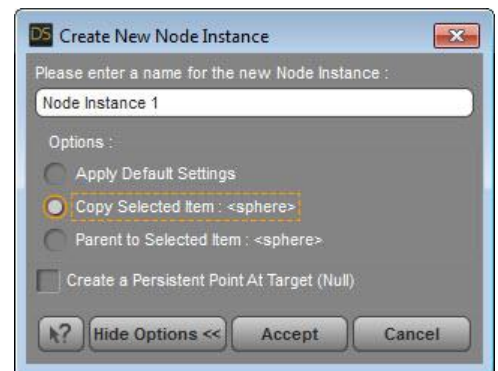 DS Create New Node Instance
Please enter a name for the new Node Instance :
Node Instance 1
Options :
Apply Default Settings
Copy Selected Item : <sphere>
Parent to Selected Item : <sphere>
Create a Persistent Point At Target (Null)
? Hide Options << Accept Cancel